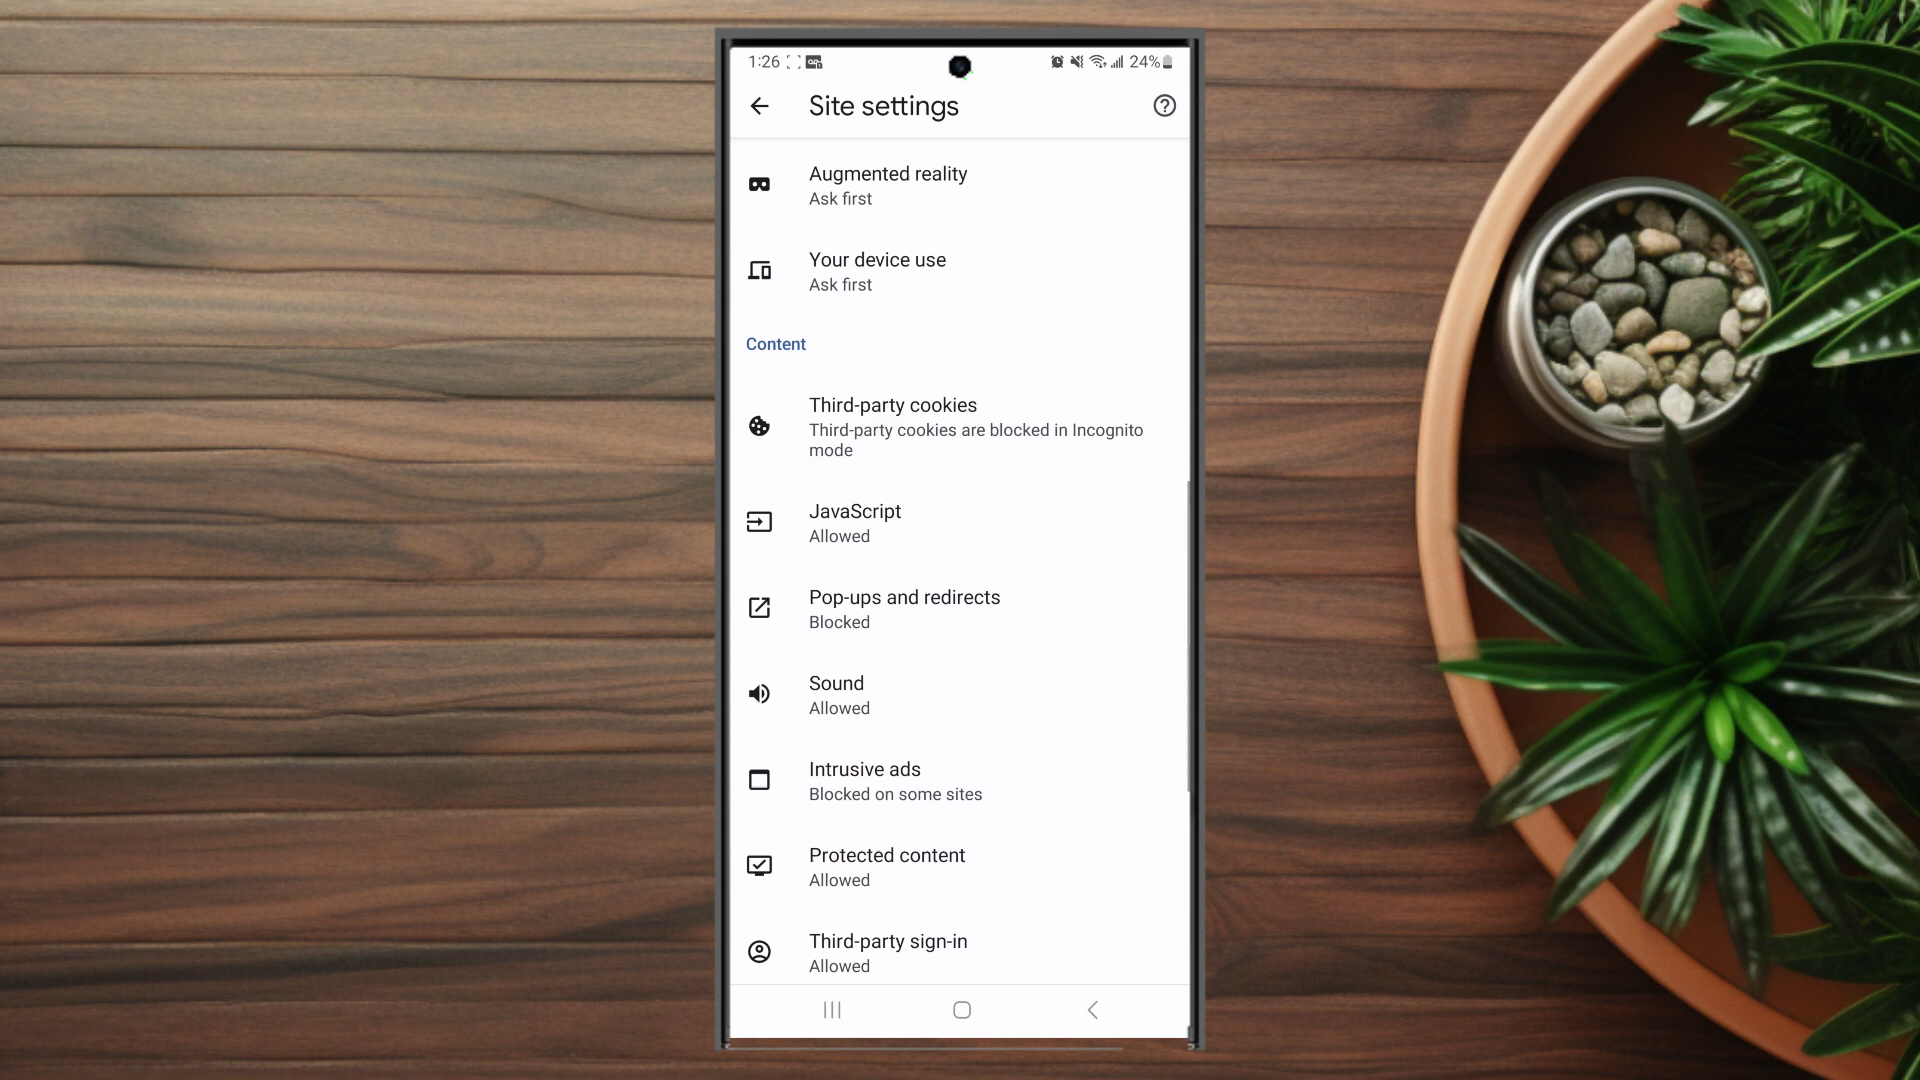 1:26
24%
Site settings
Augmented reality
Ask first
Your device use
Ask first
Content
Third-party cookies
Third-party cookies are blocked in Incognito
mode
JavaScript
Allowed
Pop-ups and redirects
Blocked
Sound
Allowed
Intrusive ads
Blocked on some sites
Protected content
Allowed
Third-party sign-in
Allowed